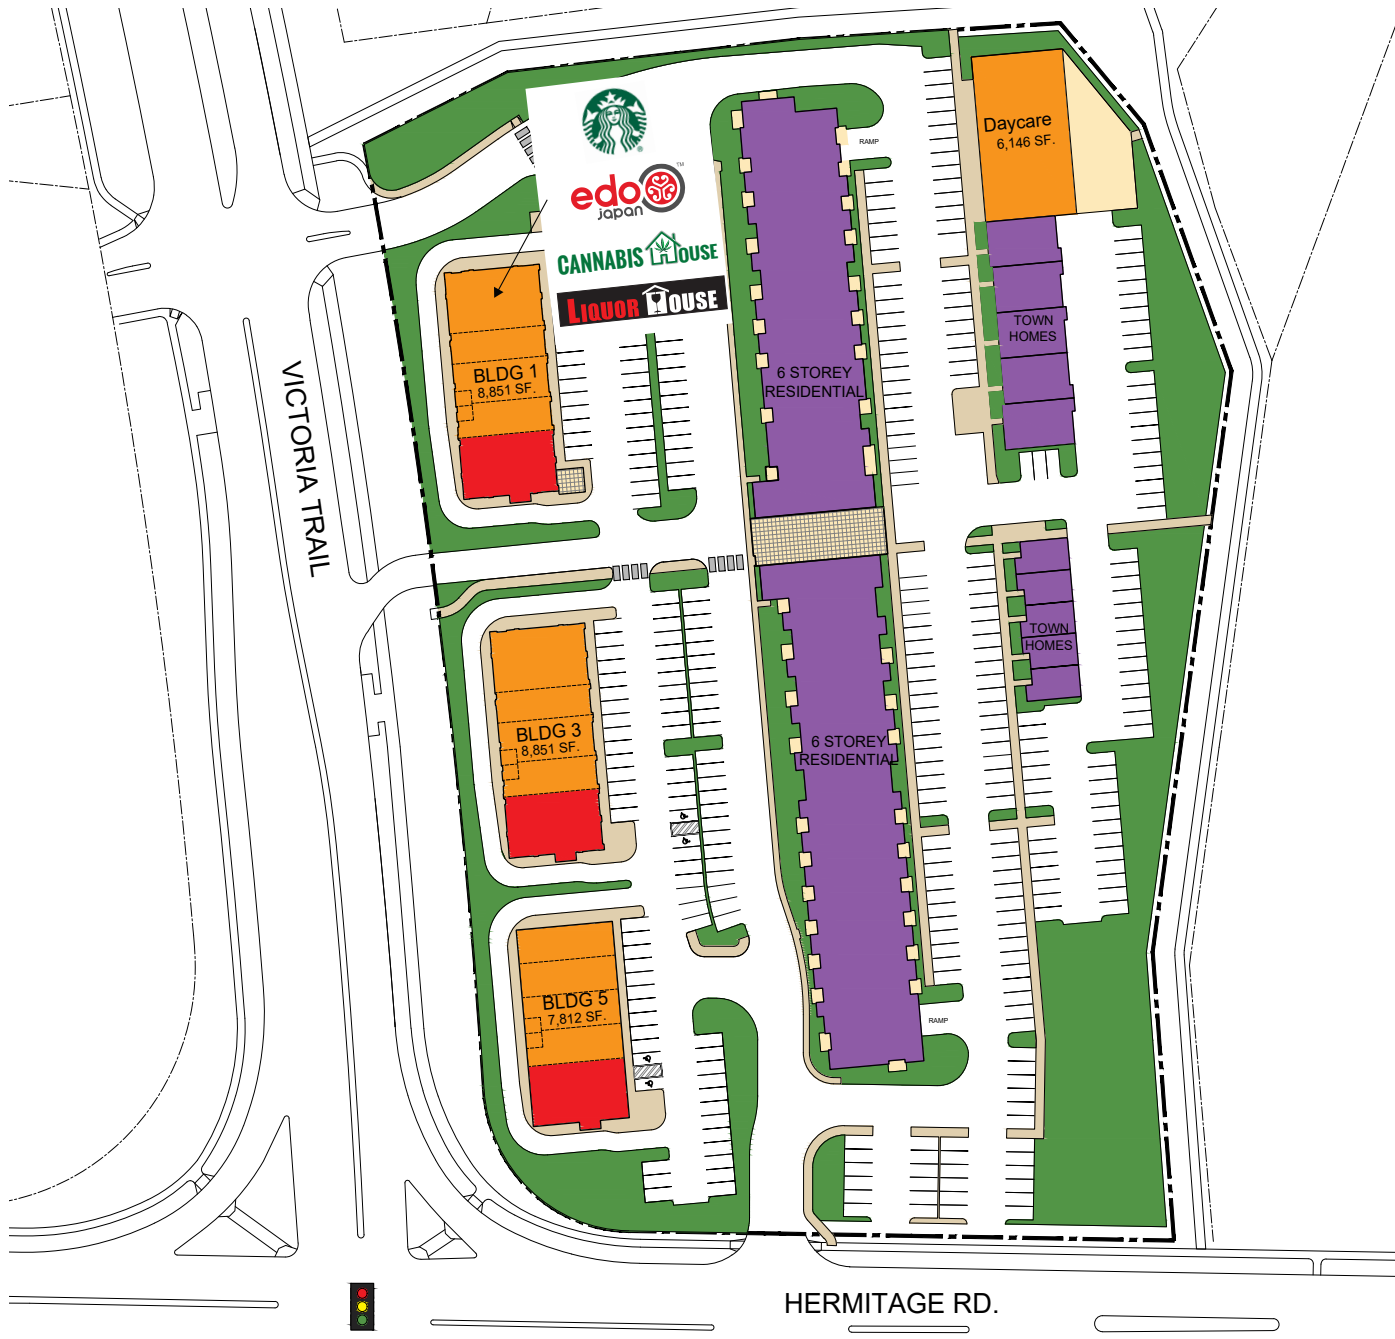 Daycare
6,146 SF.
RAMP
edo
japan
TM
CANNABIS HOUSE
LIQUOR HOUSE
TOWN
HOMES
BLDG 1
8,851 SF.
6 STOREY
RESIDENTIAL
VICTORIA TRAIL
TOWN
HOMES
BLDG 3
8,851 SF.
6 STOREY
RESIDENTIAL
BLDG 5
7,812 SF.
RAMP
HERMITAGE RD.